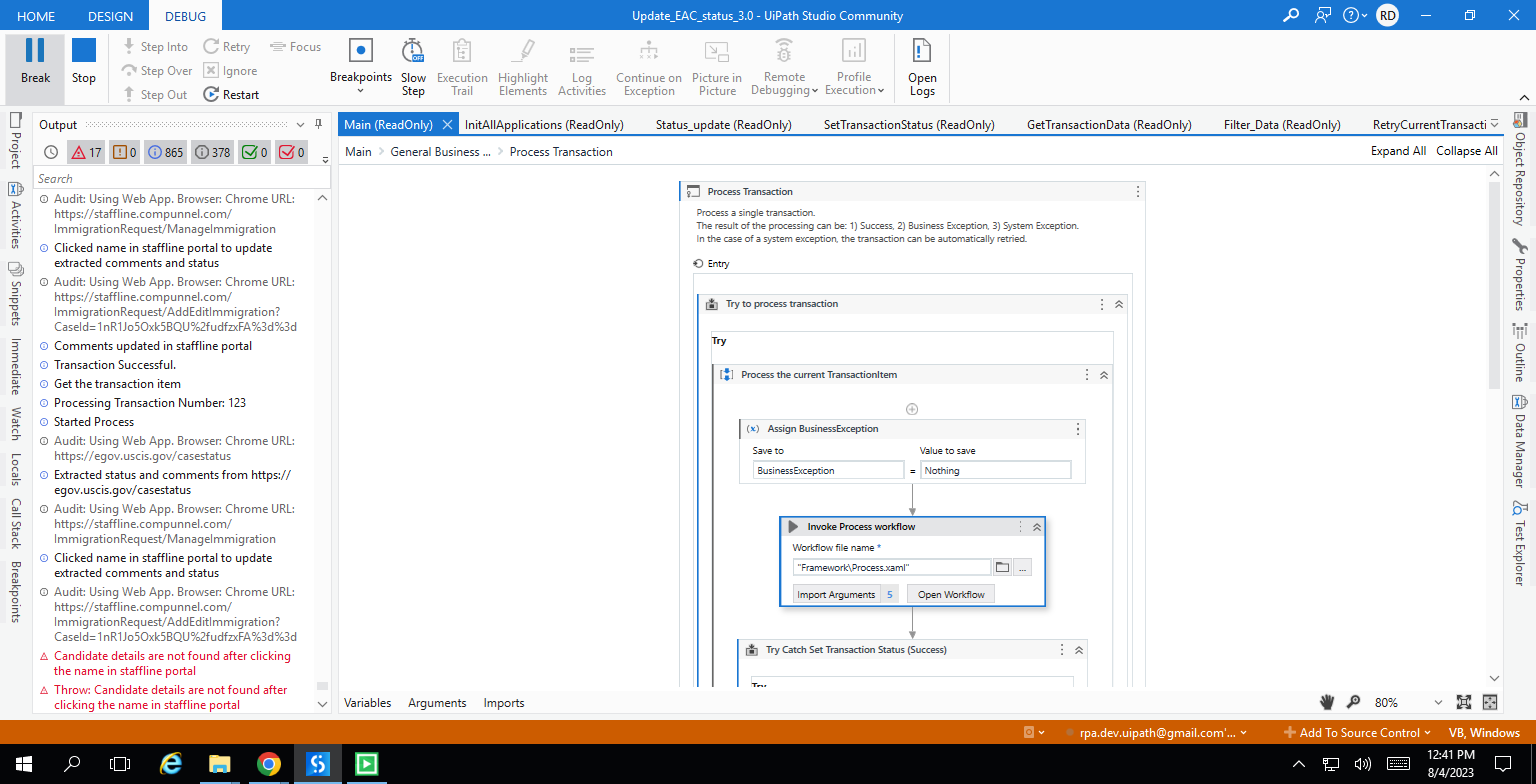 HOME DESIGN DEBUG Update_EAC_status_3.0 - UiPath Studio Community RD
Break Stop Step Into Step Over Step Out Retry Ignore Restart Focus
Breakpoints Slow Step Execution Trail Highlight Elements Log Activities Continue on Exception Picture in Picture Remote Debugging Profile Execution Open Logs
Project
Activities
Snippets
Immediate
Watch
Locals
Call Stack
Breakpoints
Output
17 0 865 378 0 0
Search
Audit: Using Web App. Browser: Chrome URL:
https://staffline.compunnel.com/
ImmigrationRequest/ManageImmigration
Clicked name in staffline portal to update
extracted comments and status
Audit: Using Web App. Browser: Chrome URL:
https://staffline.compunnel.com/
ImmigrationRequest/AddEditImmigration?
CaseId=1nR1Jo5Oxk5BQU%2fudfzxFA%3d%3d
Comments updated in staffline portal
Transaction Successful.
Get the transaction item
Processing Transaction Number: 123
Started Process
Audit: Using Web App. Browser: Chrome URL:
https://egov.uscis.gov/casestatus
Extracted status and comments from https://
egov.uscis.gov/casestatus
Audit: Using Web App. Browser: Chrome URL:
https://staffline.compunnel.com/
ImmigrationRequest/ManageImmigration
Clicked name in staffline portal to update
extracted comments and status
Audit: Using Web App. Browser: Chrome URL:
https://staffline.compunnel.com/
ImmigrationRequest/AddEditImmigration?
CaseId=1nR1Jo5Oxk5BQU%2fudfzxFA%3d%3d
Candidate details are not found after clicking
the name in staffline portal
Throw: Candidate details are not found after
clicking the name in staffline portal
Main (ReadOnly) InitAllApplications (ReadOnly) Status_update (ReadOnly) SetTransactionStatus (ReadOnly) GetTransactionData (ReadOnly) Filter_Data (ReadOnly) RetryCurrentTransacti
Main General Business ... Process Transaction Expand All Collapse All
Process Transaction
Process a single transaction.
The result of the processing can be: 1) Success, 2) Business Exception, 3) System Exception.
In the case of a system exception, the transaction can be automatically retried.
Entry
Try to process transaction
Try
Process the current TransactionItem
(x) Assign BusinessException
Save to Value to save
BusinessException = Nothing
Invoke Process workflow
Workflow file name *
"Framework\Process.xaml" ...
Import Arguments 5 Open Workflow
Try Catch Set Transaction Status (Success)
Try
Variables Arguments Imports 80%
Object Repository
Properties
Outline
Data Manager
Test Explorer
rpa.dev.uipath@gmail.com'... Add To Source Control VB, Windows
12:41 PM
8/4/2023